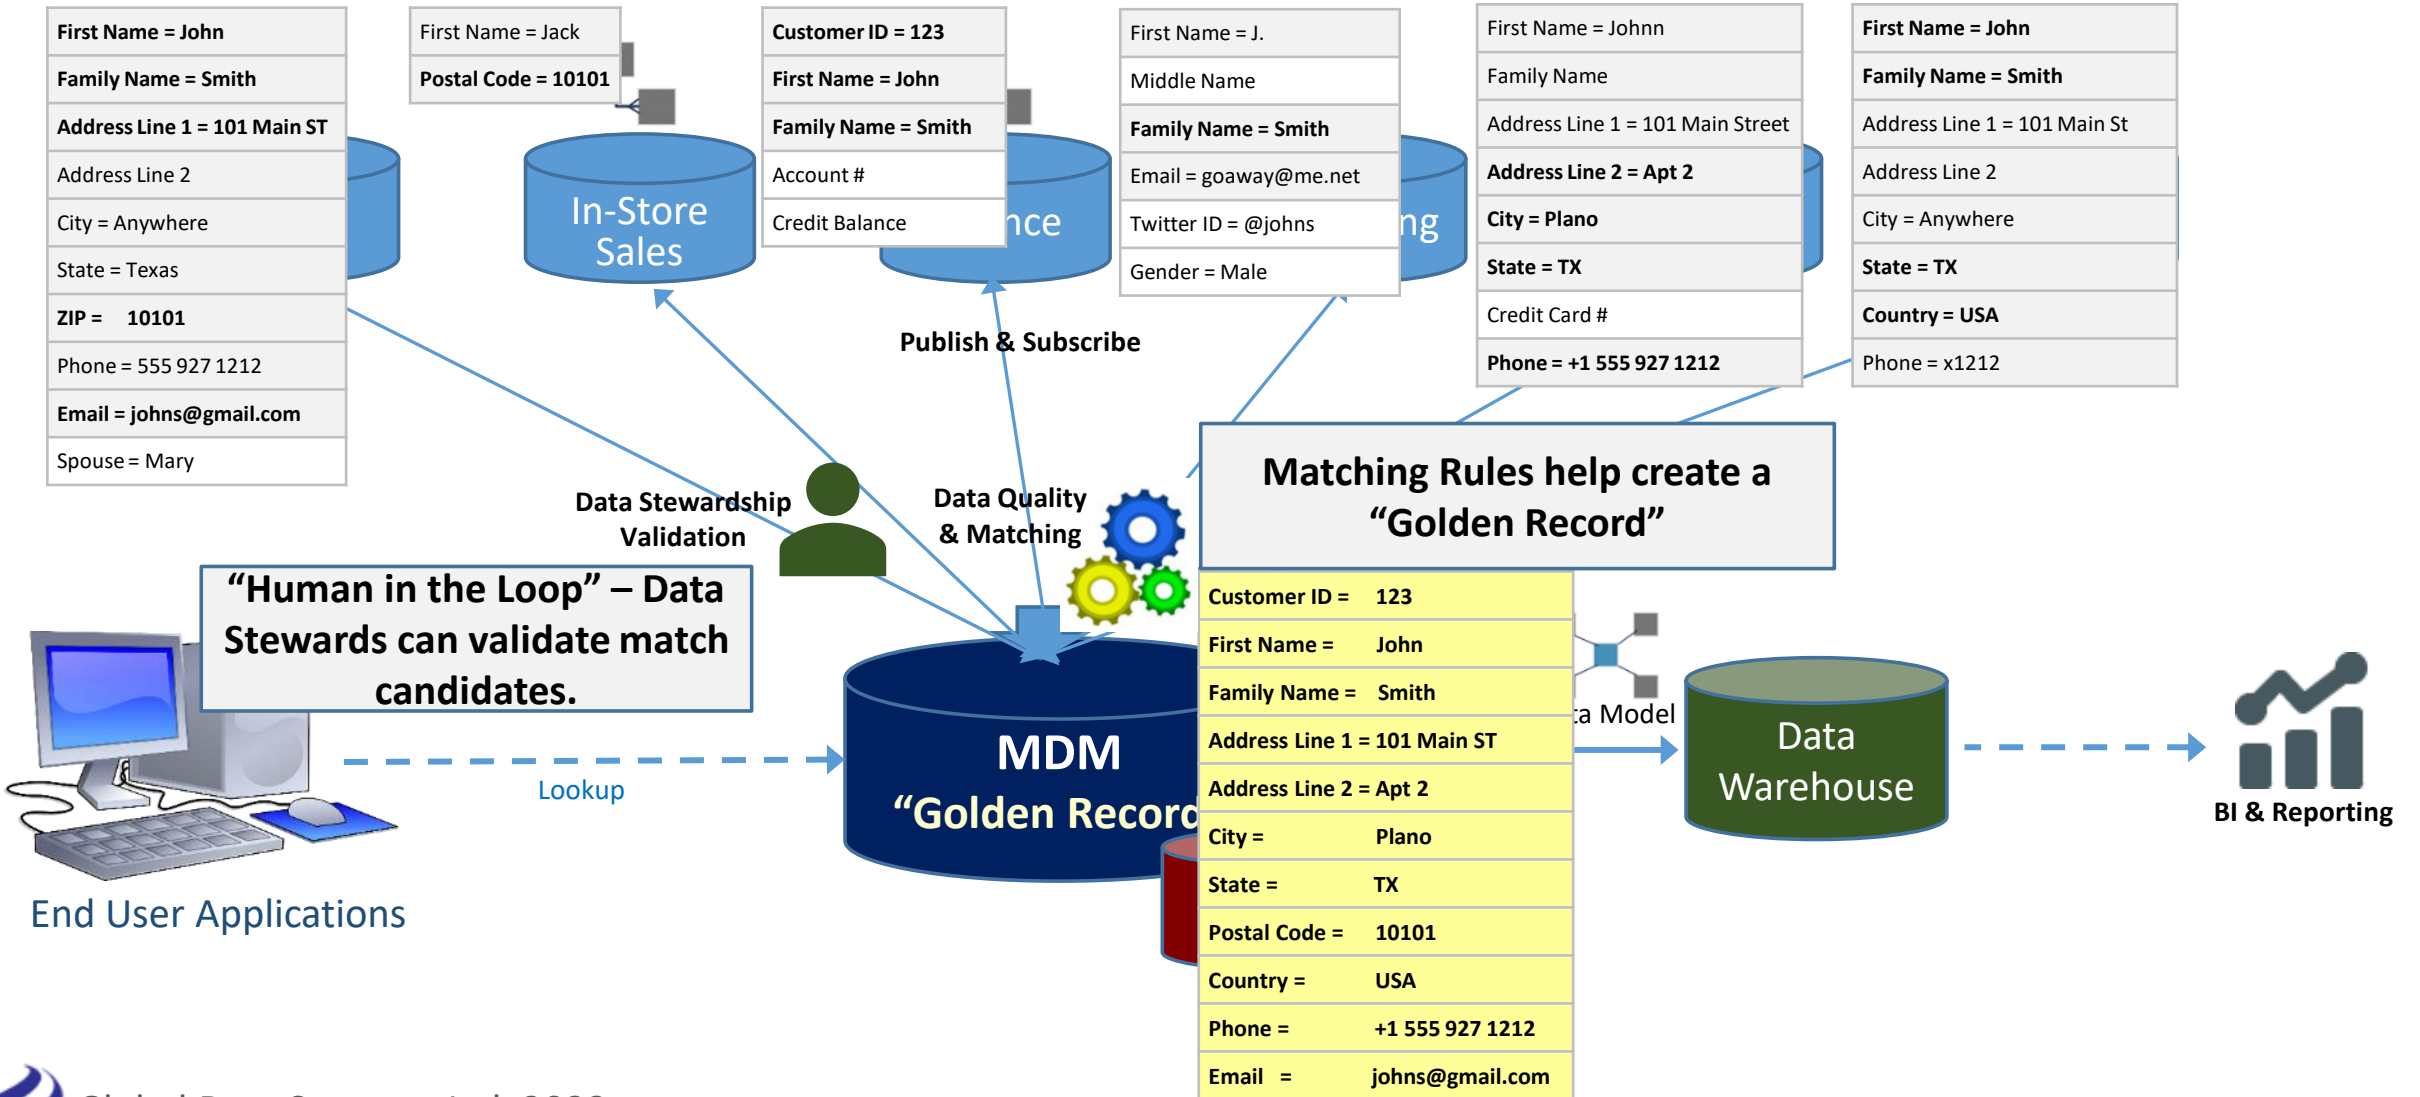 First Name = John
Family Name = Smith
Address Line 1 = 101 Main ST
Address Line 2
City = Anywhere
State = Texas
ZIP = 10101
Phone = 555 927 1212
Email = johns@gmail.com
Spouse = Mary
First Name = Jack
Postal Code = 10101
In-Store
Sales
Customer ID = 123
First Name = John
Family Name = Smith
Account #
Credit Balance
nce
First Name = J.
Middle Name
Family Name = Smith
Email = goaway@me.net
Twitter ID = @johns
Gender = Male
ng
First Name = Johnn
Family Name
Address Line 1 = 101 Main Street
Address Line 2 = Apt 2
City = Plano
State = TX
Credit Card #
Phone = +1 555 927 1212
First Name = John
Family Name = Smith
Address Line 1 = 101 Main St
Address Line 2
City = Anywhere
State = TX
Country = USA
Phone = x1212
Publish & Subscribe
Data Stewardship
Validation
Data Quality
& Matching
Matching Rules help create a
“Golden Record”
“Human in the Loop” – Data
Stewards can validate match
candidates.
Lookup
End User Applications
MDM
“Golden Record
Customer ID = 123
First Name = John
Family Name = Smith
Address Line 1 = 101 Main ST
Address Line 2 = Apt 2
City = Plano
State = TX
Postal Code = 10101
Country = USA
Phone = +1 555 927 1212
Email = johns@gmail.com
ta Model
Data
Warehouse
BI & Reporting